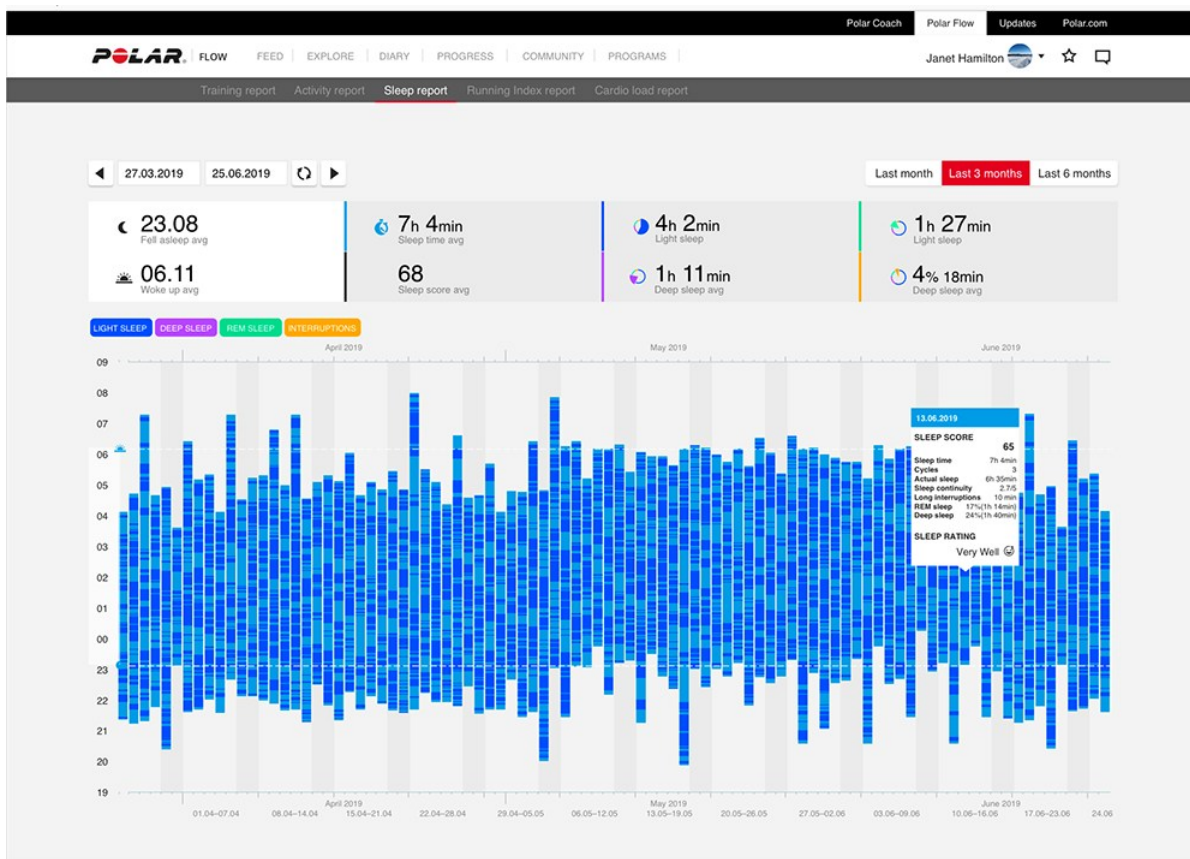 Polar Coach Polar Flow Updates Polar.com
POLAR. FLOW FEED EXPLORE DIARY PROGRESS COMMUNITY PROGRAMS Janet Hamilton
Training report Activity report Sleep report Running Index report Cardio load report
27.03.2019 25.06.2019 Last month Last 3 months Last 6 months
23.08 7h 4min 4h 2min 1h 27min
Fell asleep avg Sleep time avg Light sleep Light sleep
06.11 68 1h 11min 4% 18min
Woke up avg Sleep score avg Deep sleep avg Deep sleep avg
LIGHT SLEEP DEEP SLEEP REM SLEEP INTERRUPTIONS
April 2019 May 2019 June 2019
09
08
07
06
05
04
03
02
01
00
23
22
21
20
19
13.06.2019
SLEEP SCORE
65
Sleep time 7h 4min
Cycles 3
Actual sleep 6h 35min
Sleep continuity 2.7/5
Long interruptions 10 min
REM sleep 17%(1h 14min)
Deep sleep 24%(1h 40min)
SLEEP RATING
Very Well
April 2019 May 2019 June 2019
01.04–07.04 08.04–14.04 15.04–21.04 22.04–28.04 29.04–05.05 06.05–12.05 13.05–19.05 20.05–26.05 27.05–02.06 03.06–09.06 10.06–16.06 17.06–23.06 24.06